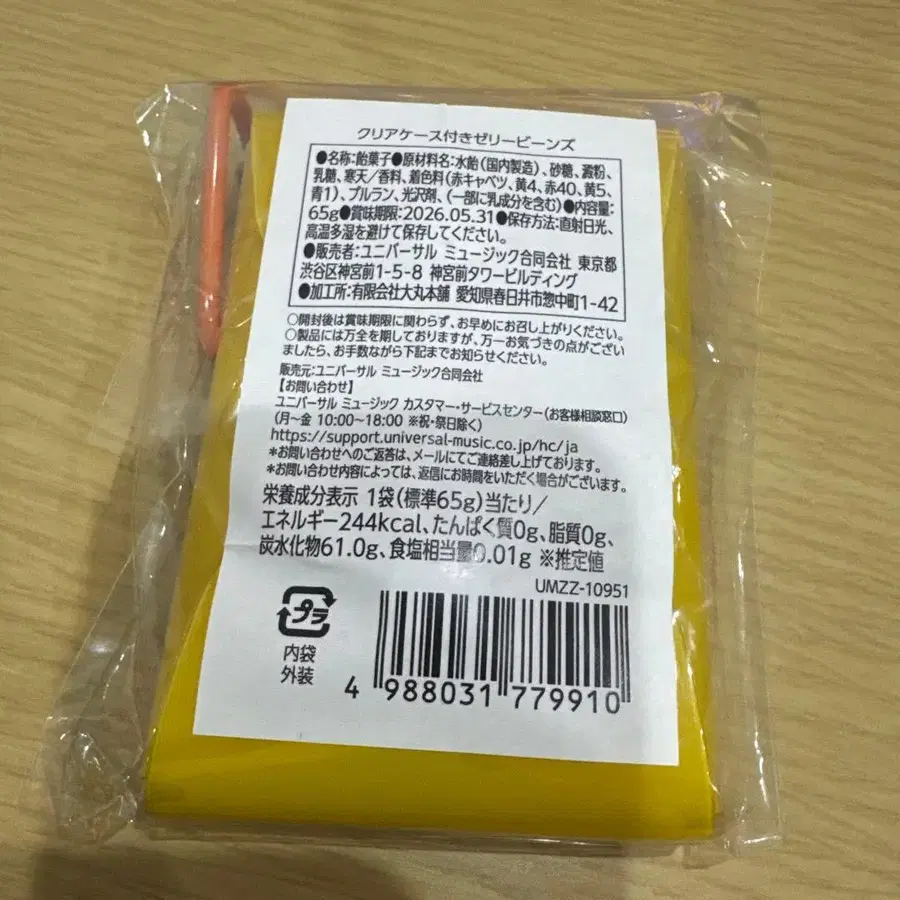 クリアケース付きゼリービーンズ
●名称:飴菓子●原材料名:水飴(国内製造)、砂糖、澱粉、
乳糖、寒天/香料、着色料(赤キャベツ、黄4、赤40、黄5、
青1)、プルラン、光沢剤、(一部に乳成分を含む)●内容量:
65g●賞味期限:2026.05.31●保存方法:直射日光、
高温多湿を避けて保存してください。
●販売者:ユニバーサル ミュージック合同会社 東京都
渋谷区神宮前1-5-8 神宮前タワービルディング
●加工所:有限会社大丸本舗 愛知県春日井市惣中町1-42
○開封後は賞味期限に関わらず、お早めにお召し上がりください。
○製品には万全を期しておりますが、万一お気づきの点がござい
ましたら、お手数ながら下記までお知らせください。
販売元:ユニバーサル ミュージック合同会社
【お問い合わせ】
ユニバーサル ミュージック カスタマー・サービスセンター(お客様相談窓口)
(月～金 10:00～18:00 ※祝・祭日除く)
https://support.universal-music.co.jp/hc/ja
*お問い合わせへのご返答は、メールにてご連絡差し上げております。
*お問い合わせ内容によっては、返信にお時間をいただく場合がございます。
栄養成分表示 1袋(標準65g)当たり/
エネルギー244kcal、たんぱく質0g、脂質0g、
炭水化物61.0g、食塩相当量0.01g ※推定値
UMZZ-10951
プラ
内袋
外装
4 988031 779910